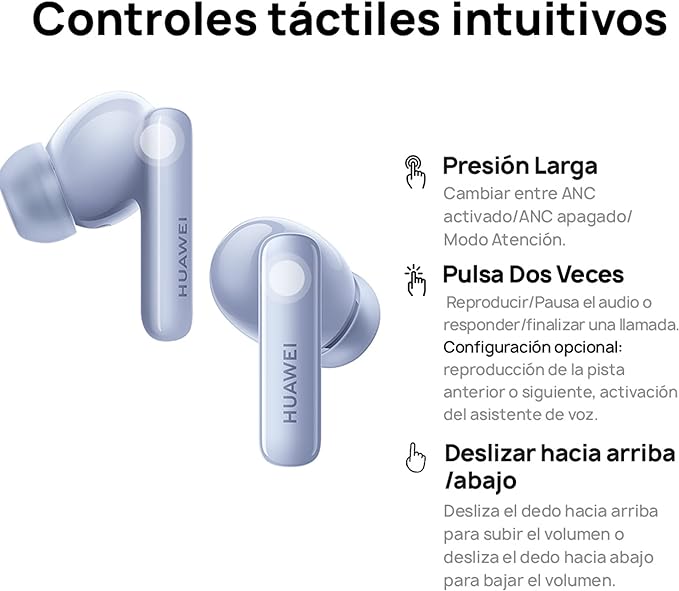 Controles táctiles intuitivos
HUAWEI
HUAWEI
Presión Larga
Cambiar entre ANC
activado/ANC apagado/
Modo Atención.
Pulsa Dos Veces
Reproducir/Pausa el audio o
responder/finalizar una llamada.
Configuración opcional:
reproducción de la pista
anterior o siguiente, activación
del asistente de voz.
Deslizar hacia arriba
/abajo
Desliza el dedo hacia arriba
para subir el volumen o
desliza el dedo hacia abajo
para bajar el volumen.